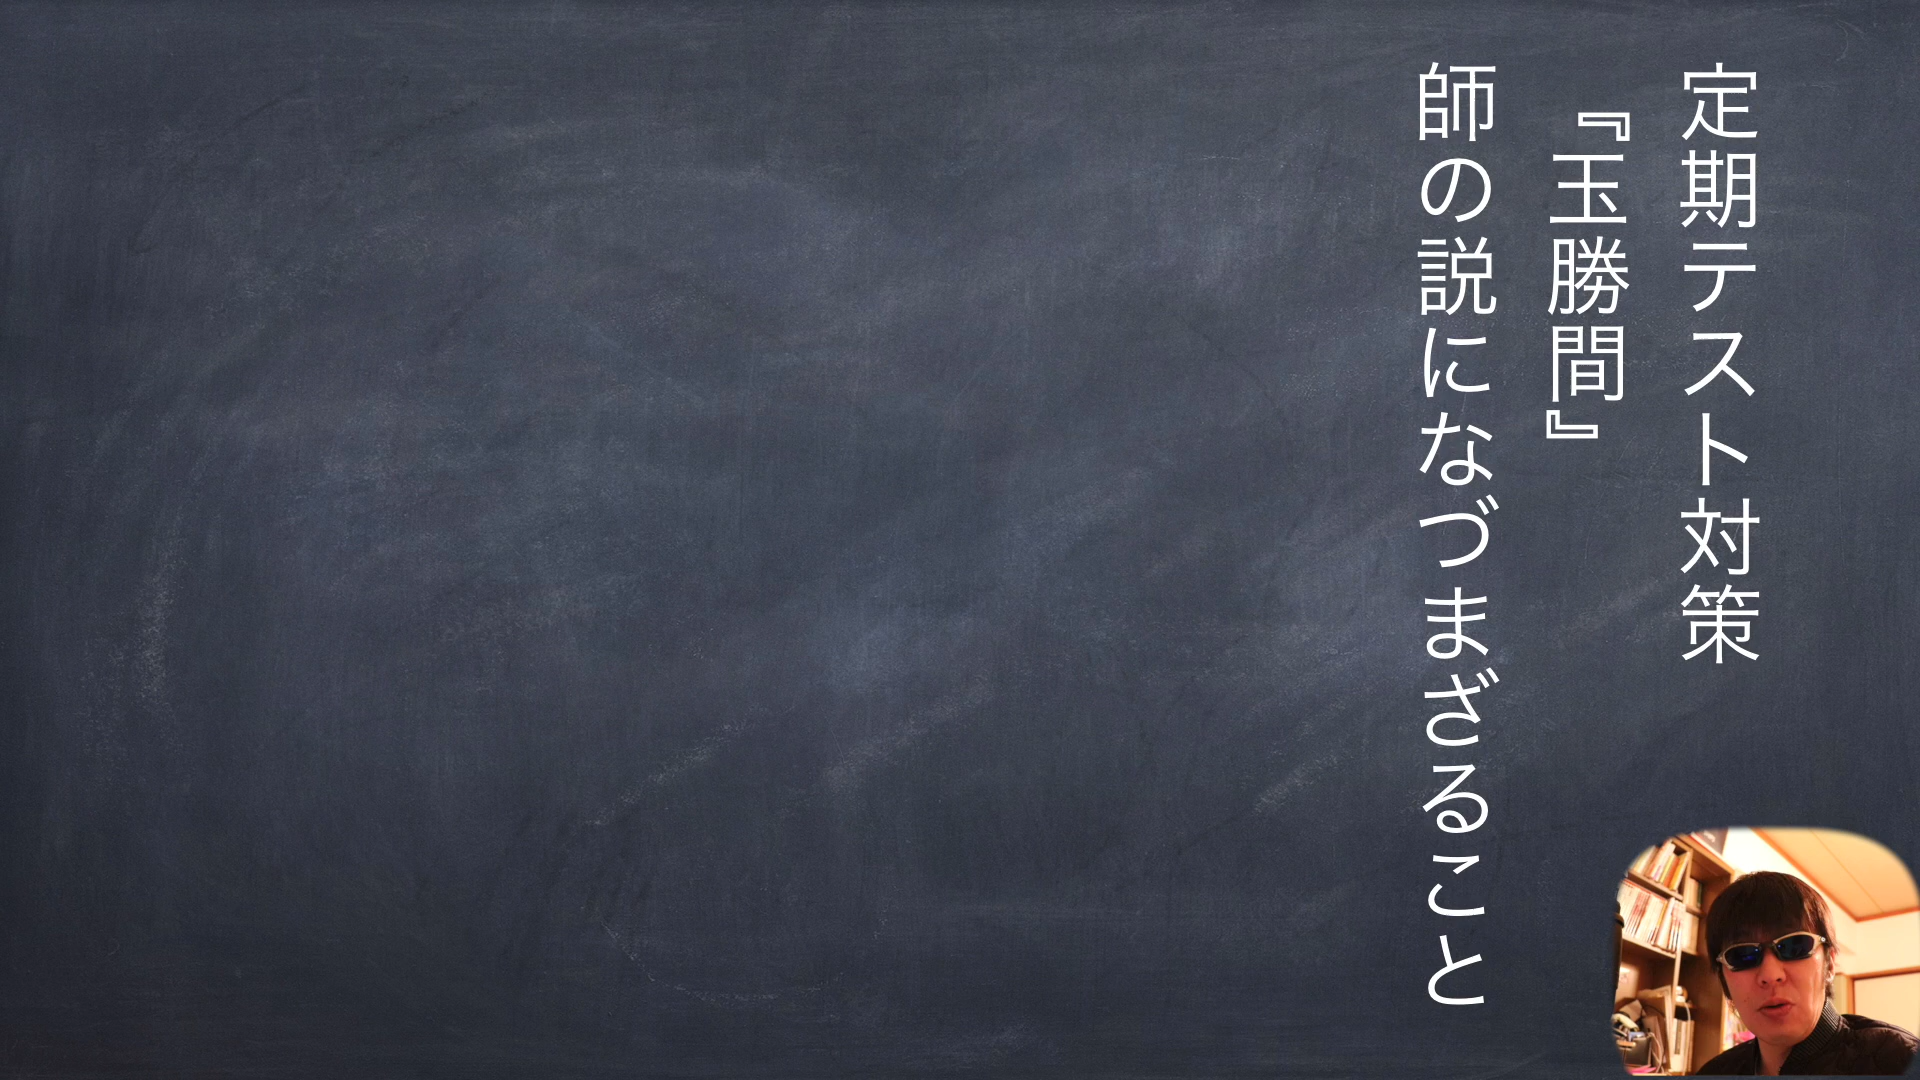 定期テスト対策
『玉勝間』
師の説になづまざること